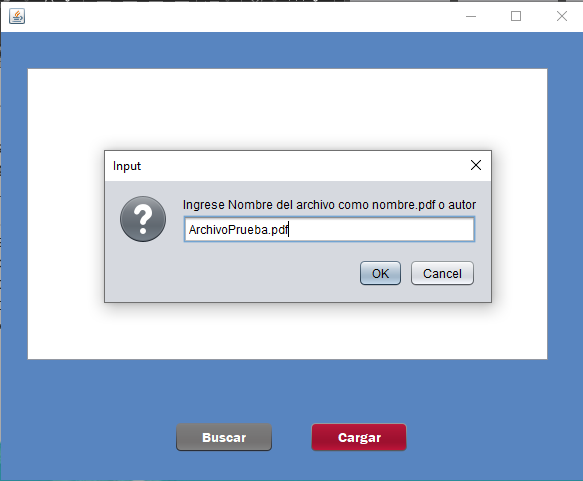 Input
Ingrese Nombre del archivo como nombre.pdf o autor
ArchivoPrueba.pdf
OK Cancel
Buscar Cargar